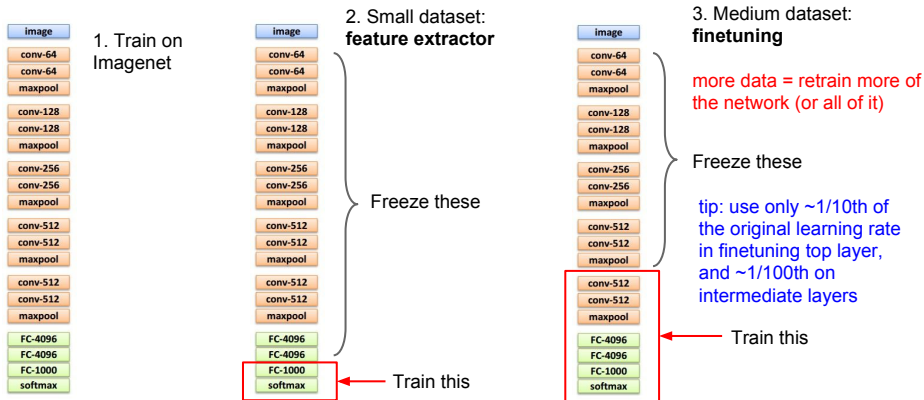 image
conv-64
conv-64
maxpool
conv-128
conv-128
maxpool
conv-256
conv-256
maxpool
conv-512
conv-512
maxpool
conv-512
conv-512
maxpool
FC-4096
FC-4096
FC-1000
softmax
1. Train on
Imagenet
2. Small dataset:
feature extractor
image
conv-64
conv-64
maxpool
conv-128
conv-128
maxpool
conv-256
conv-256
maxpool
conv-512
conv-512
maxpool
conv-512
conv-512
maxpool
FC-4096
FC-4096
FC-1000
softmax
Freeze these
Train this
3. Medium dataset:
finetuning
image
conv-64
conv-64
maxpool
conv-128
conv-128
maxpool
conv-256
conv-256
maxpool
conv-512
conv-512
maxpool
conv-512
conv-512
maxpool
FC-4096
FC-4096
FC-1000
softmax
more data = retrain more of
the network (or all of it)
Freeze these
tip: use only ~1/10th of
the original learning rate
in finetuning top layer,
and ~1/100th on
intermediate layers
Train this